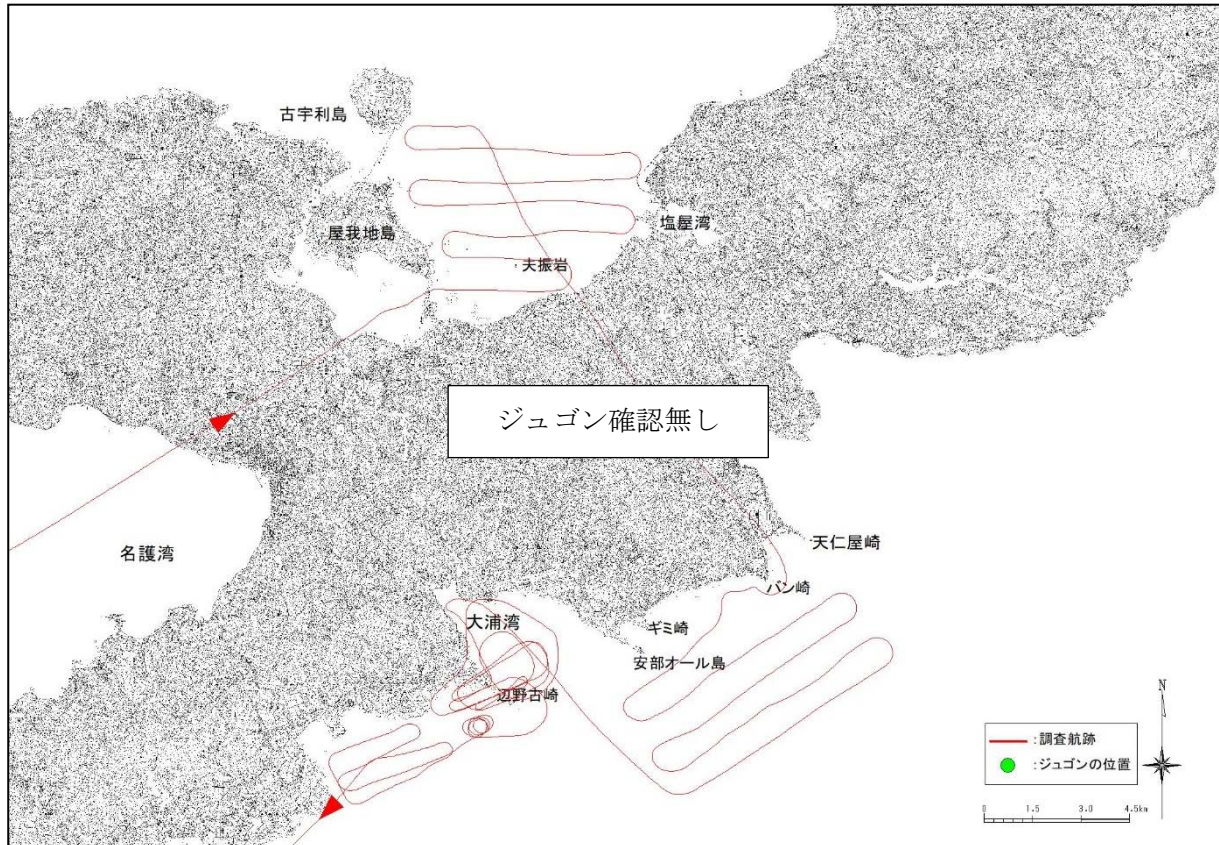 古宇利島
屋我地島
塩屋湾
夫振岩
ジュゴン確認無し
名護湾
天仁屋崎
バン崎
大浦湾
ギミ崎
安部オール島
辺野古崎
N
:調査航跡
:ジュゴンの位置
0 1.5 3.0 4.5km